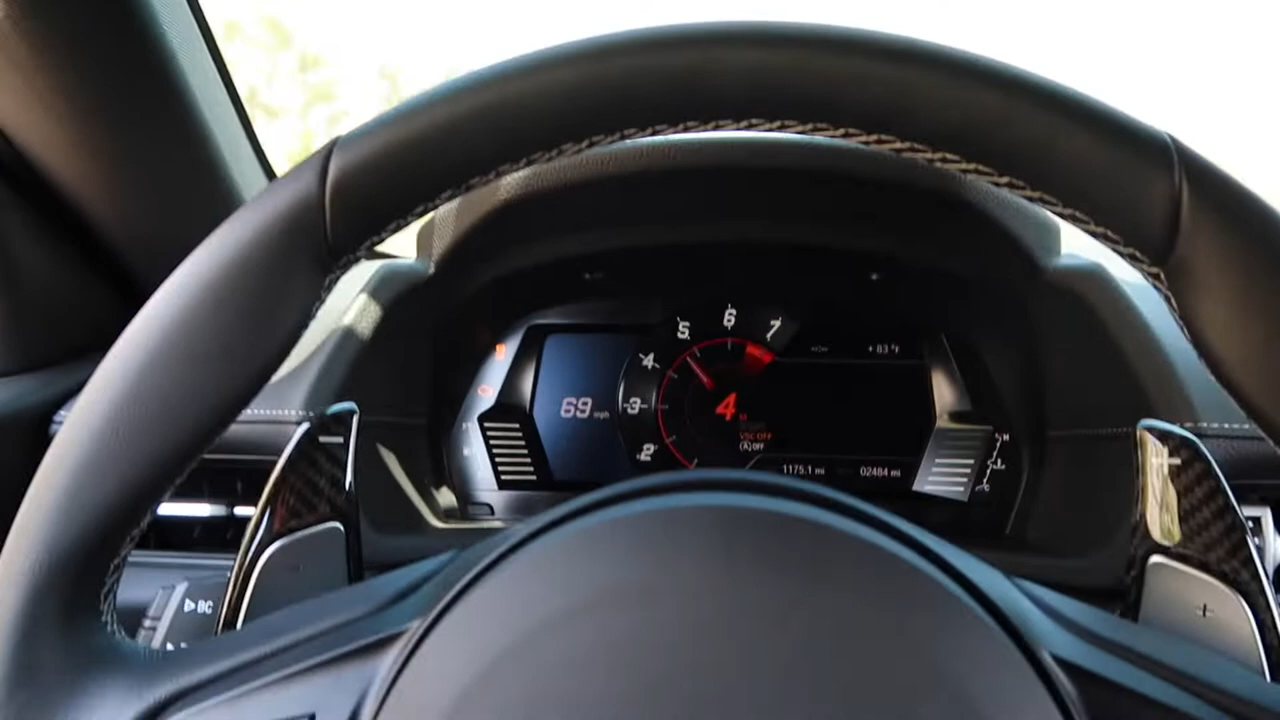 6
5 7
4
+ 83 °F
69 mph
3
4 M
VSC OFF
(A) OFF
2
1175.1 mi 02484 mi
H
BC
-
+